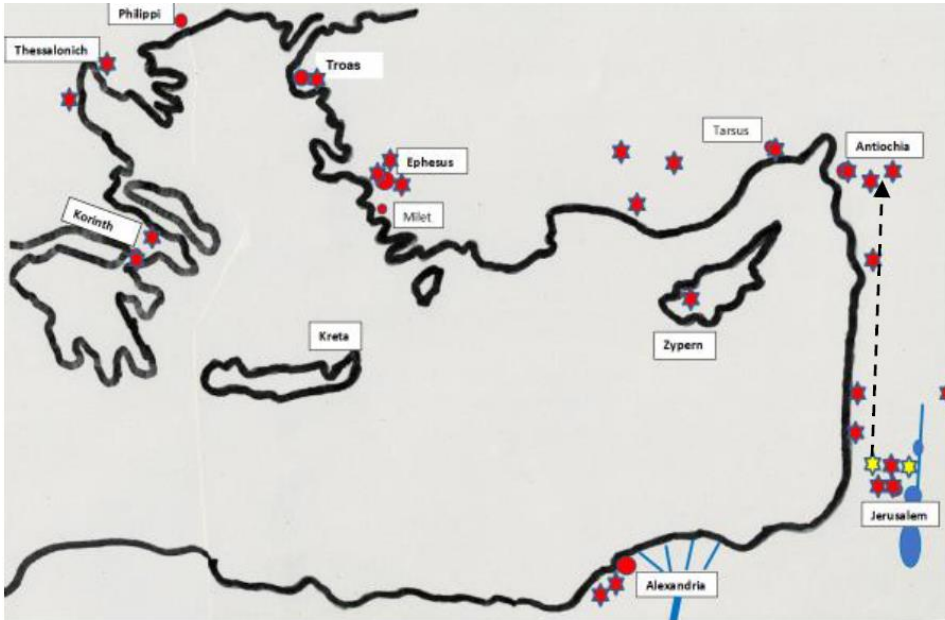 Philippi
Thessalonich
Troas
Tarsus
Antiochia
Ephesus
Milet
Korinth
Kreta
Zypern
Jerusalem
Alexandria